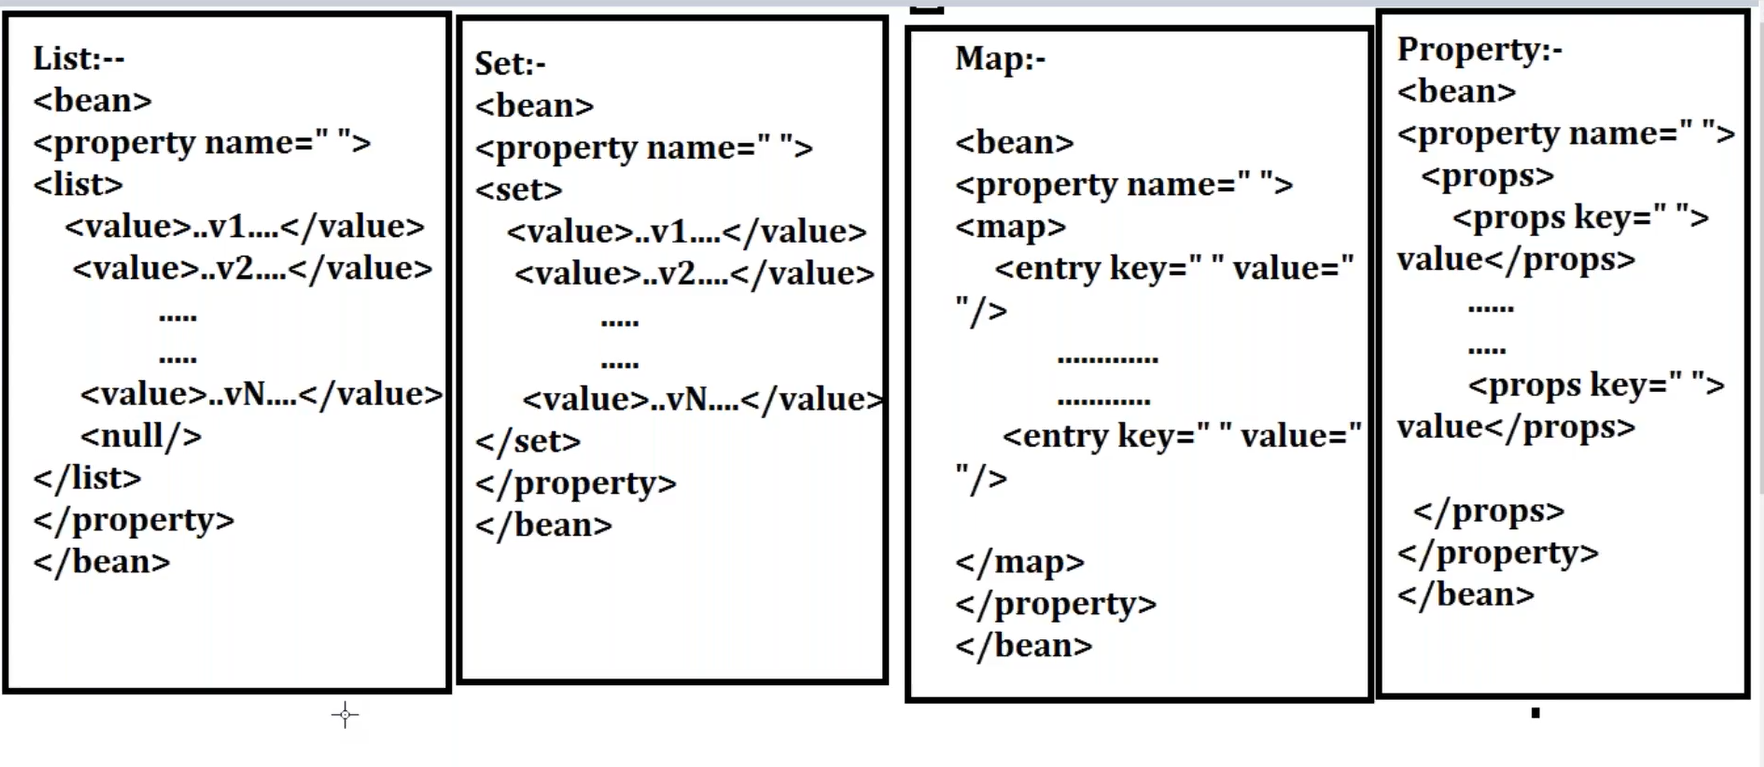 List:--
<bean>
<property name=" ">
<list>
<value>..v1....</value>
<value>..v2....</value>
.....
.....
<value>..vN....</value>
<null/>
</list>
</property>
</bean>
Set:-
<bean>
<property name=" ">
<set>
<value>..v1....</value>
<value>..v2....</value>
.....
.....
<value>..vN....</value>
</set>
</property>
</bean>
Map:-
<bean>
<property name=" ">
<map>
<entry key=" " value="
"/>
.............
............
<entry key=" " value="
"/>
</map>
</property>
</bean>
Property:-
<bean>
<property name=" ">
<props>
<props key=" ">
value</props>
......
.....
<props key=" ">
value</props>
</props>
</property>
</bean>